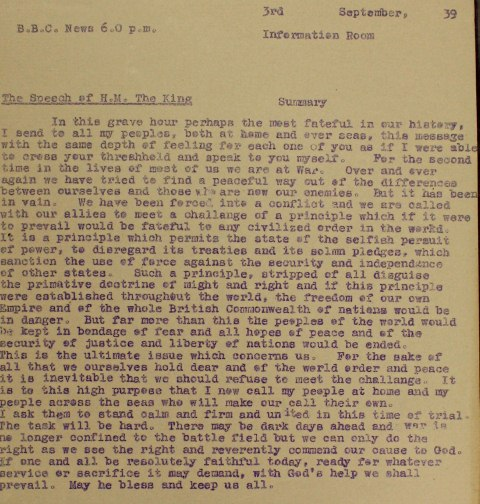 3rd September, 39
B.B.C. News 6.0 p.m.
Information Room
The Speech of H.M. The King
Summary
In this grave hour perhaps the most fateful in our history,
I send to all my peoples, both at home and over seas, this message
with the same depth of feeling for each one of you as if I were able
to cross your threshhold and speak to you myself. For the second
time in the lives of most of us we are at War. Over and over
again we have tried to find a peaceful way out of the differences
between ourselves and those who are now our enemies. But it has been
in vain. We have been forced into a conflict and we are called
with our allies to meet a challange of a principle which if it were
to prevail would be fateful to any civilized order in the world.
It is a principle which permits the state of the selfish persuit
of power, to disregard its treaties and its solmn pledges, which
sanction the use of force against the security and independence
of other states. Such a principle, stripped of all disguise
the primative doctrine of might and right and if this principle
were established throughout the world, the freedom of our own
Empire and of the whole British Commonwealth of nations would be
in danger. But far more than this the peoples of the world would
be kept in bondage of fear and all hopes of peace and of the
security of justice and liberty of nations would be ended.
This is the ultimate issue which concerns us. For the sake of
all that we ourselves hold dear and of the world order and peace
it is inevitable that we should refuse to meet the challange. It
is to this high purpose that I now call my people at home and my
people across the seas who will make our call their own.
I ask them to stand calm and firm and united in this time of trial.
The task will be hard. There may be dark days ahead and war is
no longer confined to the battle field but we can only do the
right as we see the right and reverently commend our cause to God.
If one and all be resolutely faithful today, ready for whatever
service or sacrifice it may demand, with God's help we shall
prevail. May he bless and keep us all.